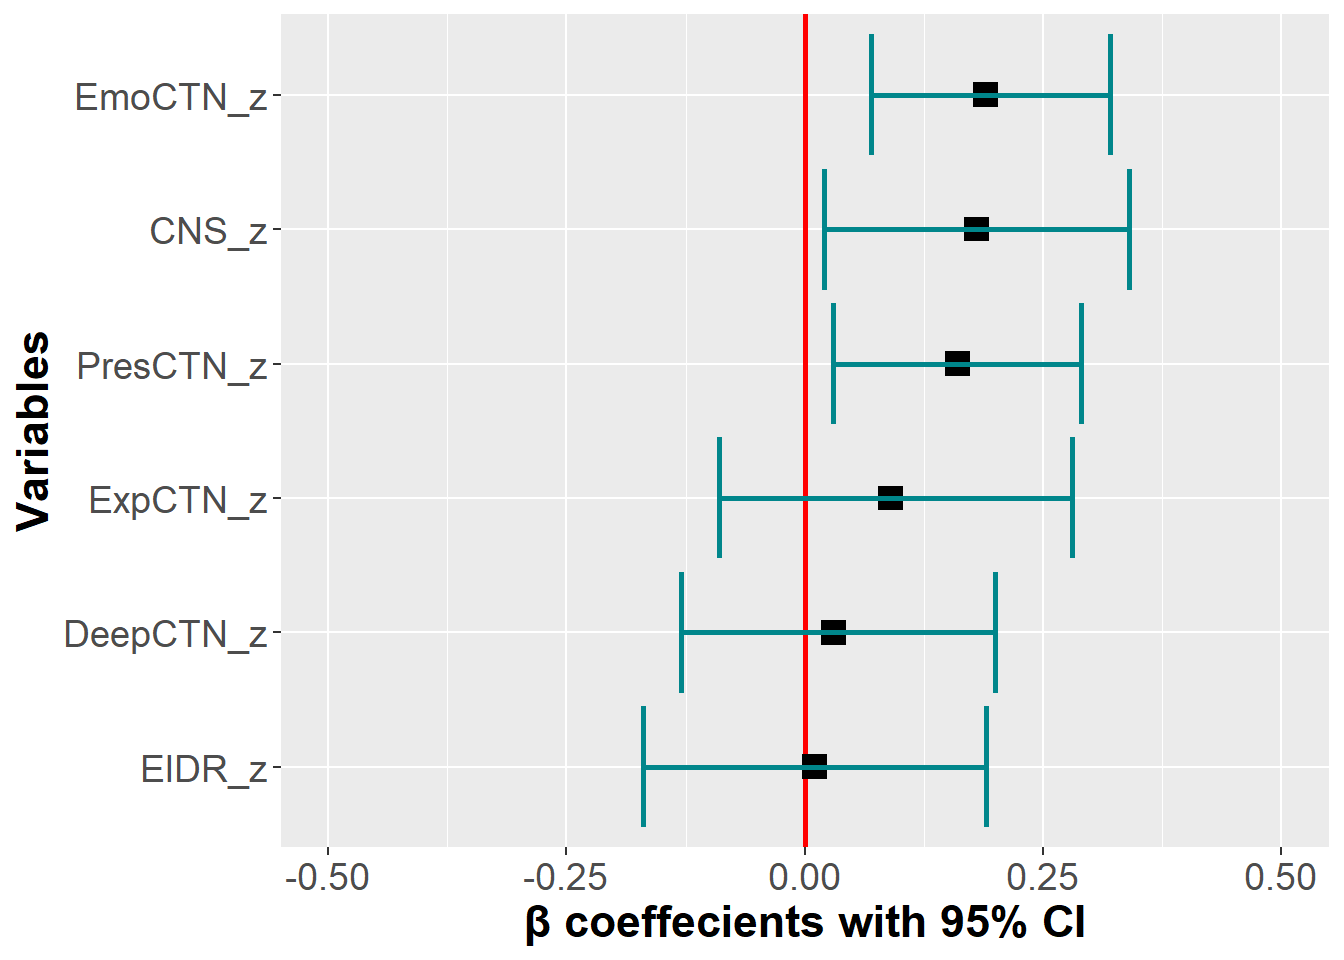 EmoCTN_z
CNS_z
PresCTN_z
ExpCTN_z
DeepCTN_z
EIDR_z
Variables
-0.50 -0.25 0.00 0.25 0.50
β coeffecients with 95% CI